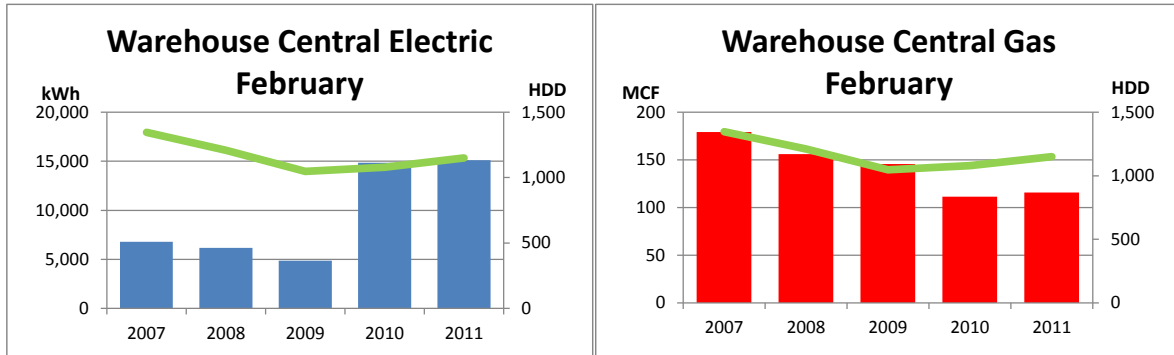 Warehouse Central Electric
February
kWh
HDD
20,000
15,000
10,000
5,000
0
1,500
1,000
500
0
2007 2008 2009 2010 2011
Warehouse Central Gas
February
MCF
HDD
200
150
100
50
0
1,500
1,000
500
0
2007 2008 2009 2010 2011